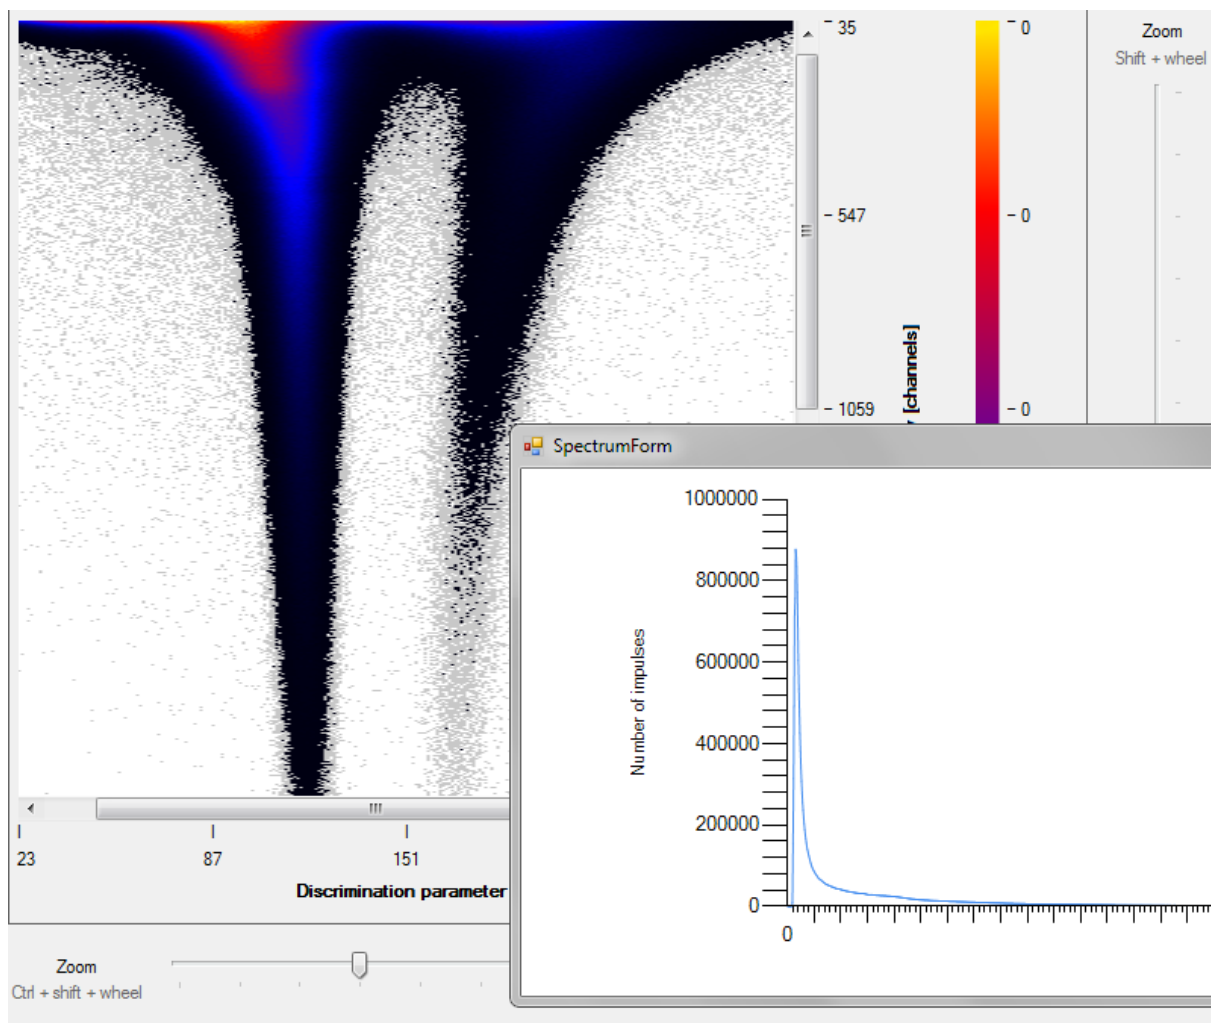 35
0
Zoom
Shift + wheel
547
0
[channels]
1059
0
SpectrumForm
1000000
800000
600000
400000
200000
0
Number of impulses
0
23
87
151
Discrimination parameter
Zoom
Ctrl + shift + wheel